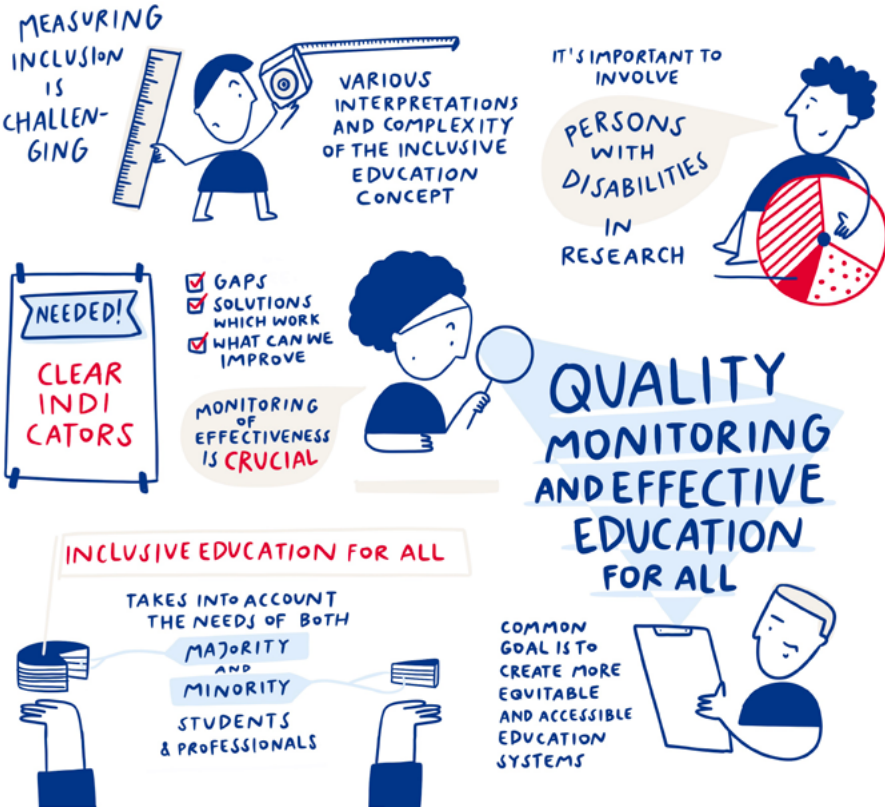 MEASURING
INCLUSION
IS
CHALLEN-
GING
VARIOUS
INTERPRETATIONS
AND COMPLEXITY
OF THE INCLUSIVE
EDUCATION
CONCEPT
IT'S IMPORTANT TO
INVOLVE
PERSONS
WITH
DISABILITIES
IN
RESEARCH
NEEDED!
CLEAR
INDI
CATORS
GAPS
SOLUTIONS
WHICH WORK
WHAT CAN WE
IMPROVE
MONITORING
OF
EFFECTIVENESS
IS CRUCIAL
QUALITY
MONITORING
AND EFFECTIVE
EDUCATION
FOR ALL
INCLUSIVE EDUCATION FOR ALL
TAKES INTO ACCOUNT
THE NEEDS OF BOTH
MAJORITY
AND
MINORITY
STUDENTS
& PROFESSIONALS
COMMON
GOAL IS TO
CREATE MORE
EQUITABLE
AND ACCESSIBLE
EDUCATION
SYSTEMS